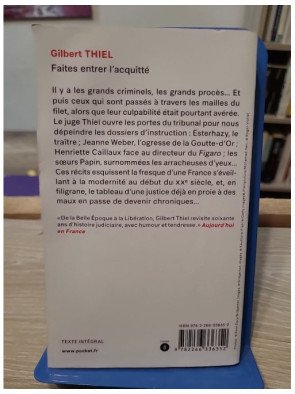 Gilbert THIEL
Faites entrer l'acquitté
Il y a les grands criminels, les grands procès... Et
puis ceux qui sont passés à travers les mailles du
filet, alors que leur culpabilité était pourtant avérée.
Le juge Thiel ouvre les portes du tribunal pour nous
dépeindre les dossiers d'instruction : Esterhazy, le
traître ; Jeanne Weber, l'ogresse de la Goutte-d'Or ;
Henriette Caillaux face au directeur du Figaro ; les
sœurs Papin, surnommées les arracheuses d'yeux...
Ces récits esquissent la fresque d'une France s'éveil-
lant à la modernité au début du XXe siècle, et, en
filigrane, le tableau d'une justice déjà en proie à des
maux en passe de devenir chroniques...
« De la Belle Époque à la Libération, Gilbert Thiel revisite soixante
ans d'histoire judiciaire, avec humour et tendresse. » Aujourd'hui
en France
TEXTE INTÉGRAL
www.pocket.fr